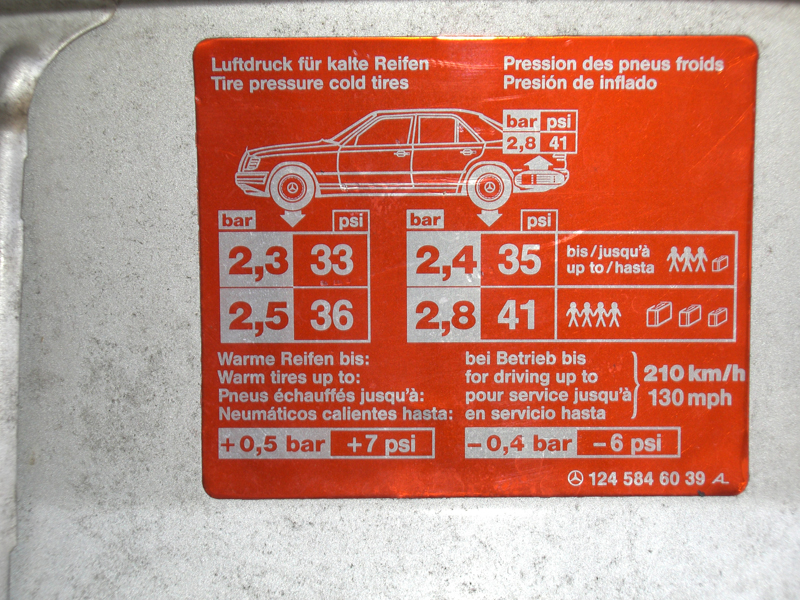 Luftdruck für kalte Reifen
Tire pressure cold tires
Pression des pneus froids
Presión de inflado
bar psi
2,8 41
bar psi
2,3 33
2,5 36
bar psi
2,4 35 bis/jusqu'à
up to/hasta
2,8 41
Warme Reifen bis:
Warm tires up to:
Pneus échauffés jusqu'à:
Neumáticos calientes hasta:
+0,5 bar +7 psi
bei Betrieb bis
for driving up to
pour service jusqu'à
en servicio hasta
210 km/h
130 mph
-0,4 bar -6 psi
124 584 60 39